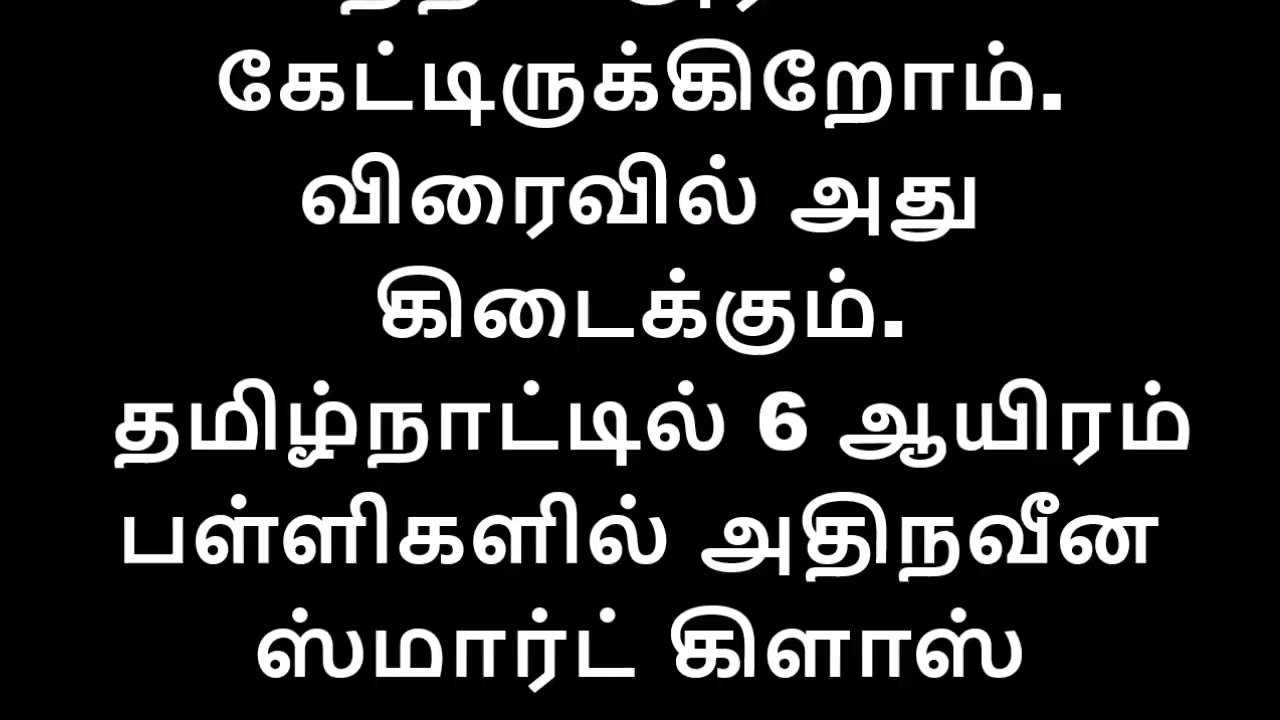 கேட்டிருக்கிறோம்.
விரைவில் அது
கிடைக்கும்.
தமிழ்நாட்டில் 6 ஆயிரம்
பள்ளிகளில் அதிநவீன
ஸ்மார்ட் கிளாஸ்